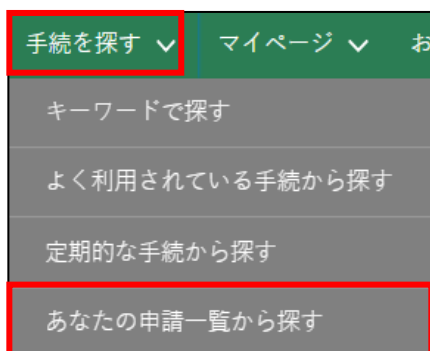 手続を探す マイページ お
キーワードで探す
よく利用されている手続から探す
定期的な手続から探す
あなたの申請一覧から探す